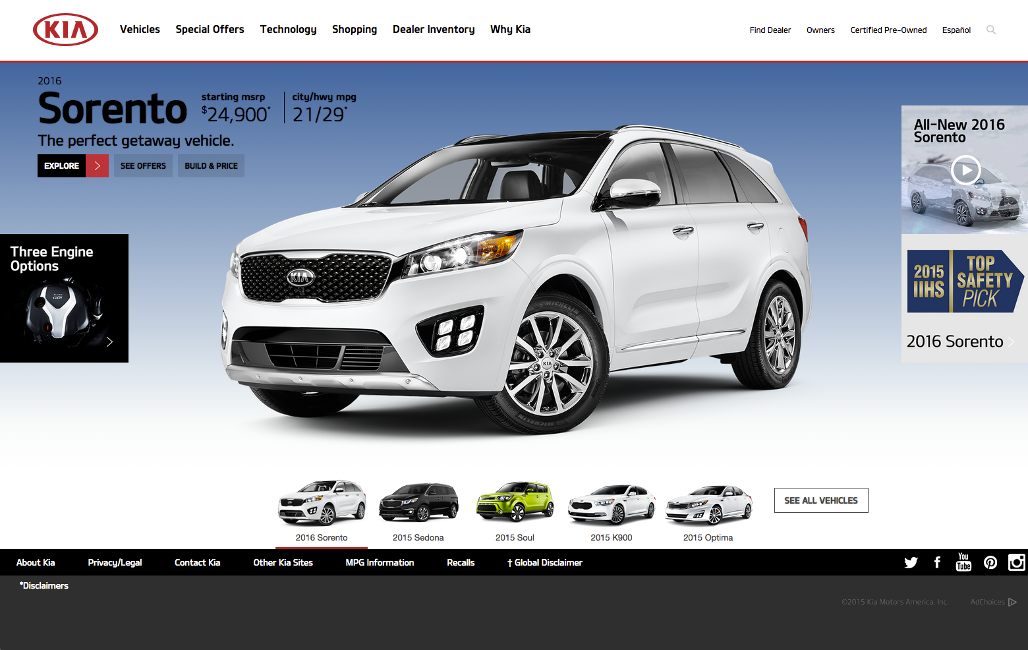 KIA
Vehicles
Special Offers
Technology
Shopping
Dealer Inventory
Why Kia
Find Dealer
Owners
Certified Pre-Owned
Español
2016
Sorento
starting msrp
$24,900*
city/hwy mpg
21/29*
The perfect getaway vehicle.
EXPLORE
SEE OFFERS
BUILD & PRICE
All-New 2016
Sorento
Three Engine
Options
KIA
KIA
2015
IIHS
TOP
SAFETY
PICK
2016 Sorento
2016 Sorento
2015 Sedona
2015 Soul
2015 K900
2015 Optima
SEE ALL VEHICLES
About Kia
Privacy/Legal
Contact Kia
Other Kia Sites
MPG Information
Recalls
† Global Disclaimer
You
Tube
*Disclaimers
©2015 Kia Motors America, Inc.
AdChoices